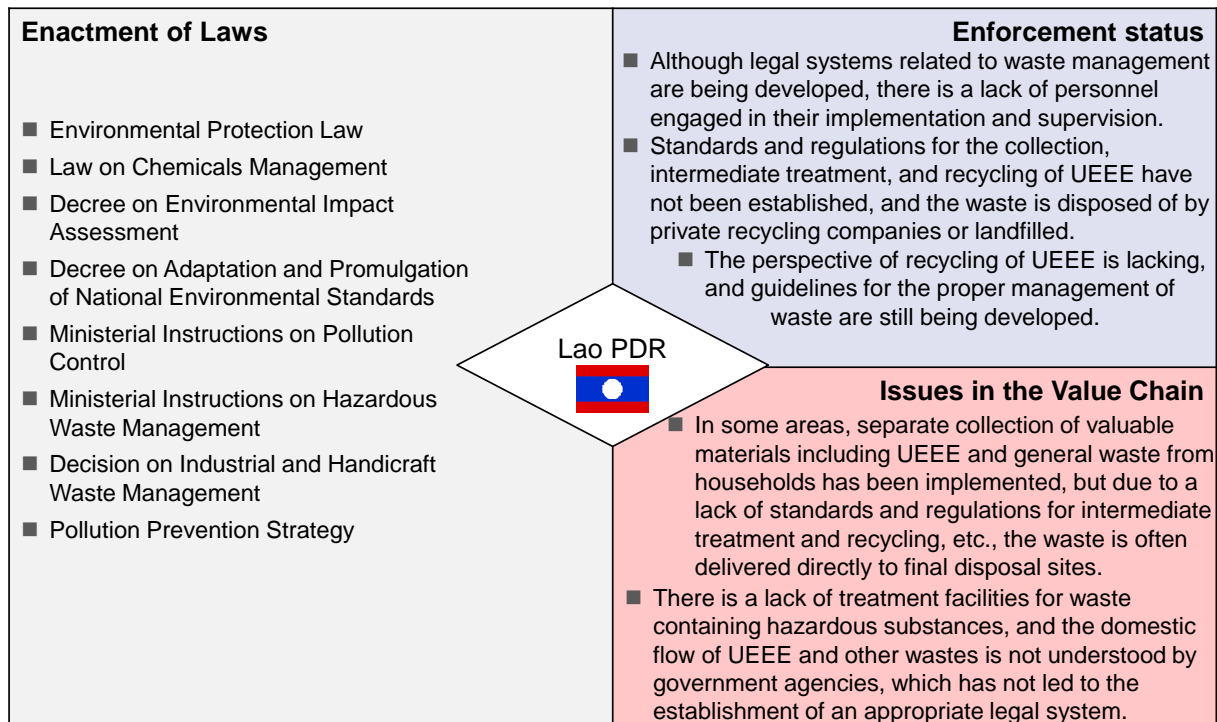 Enactment of Laws
■ Environmental Protection Law
■ Law on Chemicals Management
■ Decree on Environmental Impact
Assessment
■ Decree on Adaptation and Promulgation
of National Environmental Standards
■ Ministerial Instructions on Pollution
Control
■ Ministerial Instructions on Hazardous
Waste Management
■ Decision on Industrial and Handicraft
Waste Management
■ Pollution Prevention Strategy
Lao PDR
Enforcement status
■ Although legal systems related to waste management
are being developed, there is a lack of personnel
engaged in their implementation and supervision.
■ Standards and regulations for the collection,
intermediate treatment, and recycling of UEEE have
not been established, and the waste is disposed of by
private recycling companies or landfilled.
■ The perspective of recycling of UEEE is lacking,
and guidelines for the proper management of
waste are still being developed.
Issues in the Value Chain
■ In some areas, separate collection of valuable
materials including UEEE and general waste from
households has been implemented, but due to a
lack of standards and regulations for intermediate
treatment and recycling, etc., the waste is often
delivered directly to final disposal sites.
■ There is a lack of treatment facilities for waste
containing hazardous substances, and the domestic
flow of UEEE and other wastes is not understood by
government agencies, which has not led to the
establishment of an appropriate legal system.